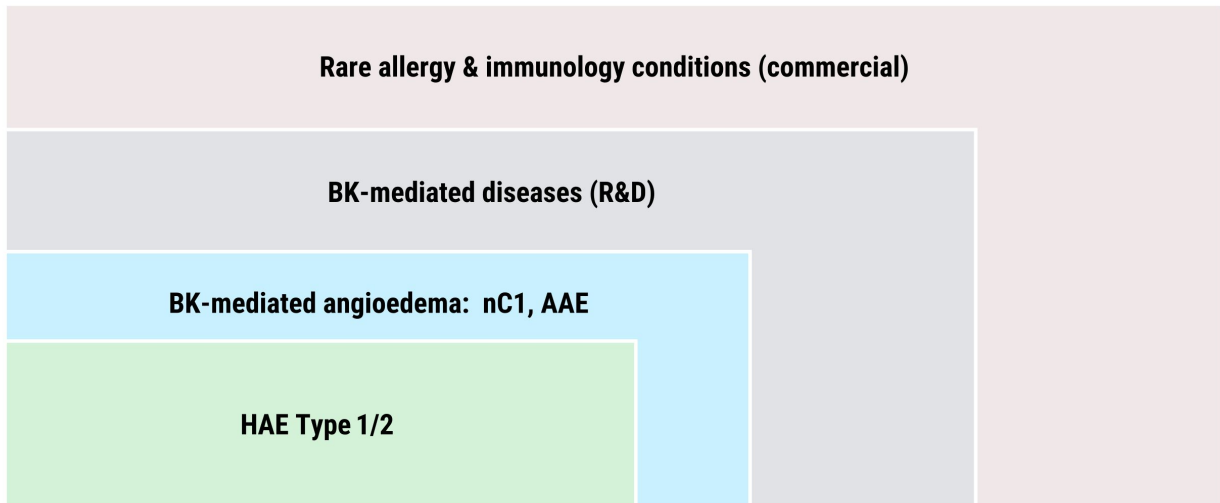 Rare allergy & immunology conditions (commercial)
BK-mediated diseases (R&D)
BK-mediated angioedema:  nC1, AAE
HAE Type 1/2